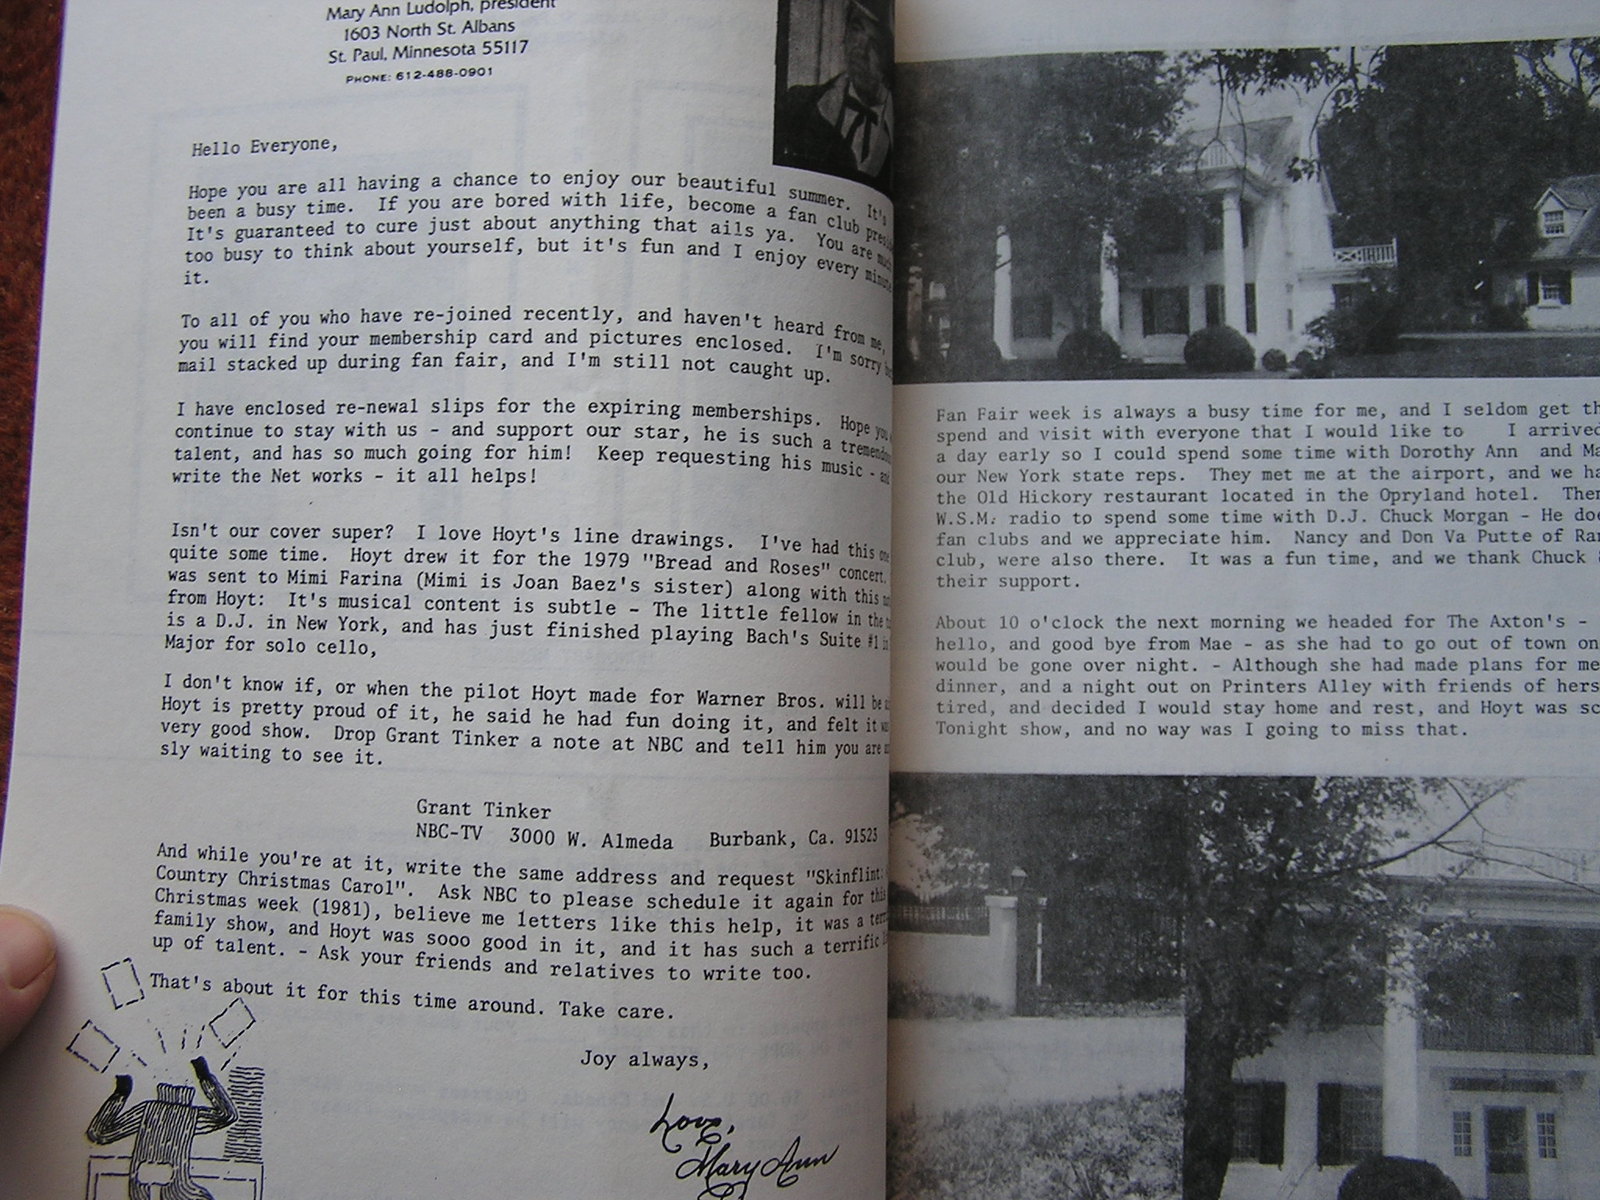 Mary Ann Ludolph, president
1603 North St. Albans
St. Paul, Minnesota 55117
PHONE: 612-488-0901
Hello Everyone,
Hope you are all having a chance to enjoy our beautiful summer. It's
been a busy time. If you are bored with life, become a fan club
It's guaranteed to cure just about anything that ails ya. You are much
too busy to think about yourself, but it's fun and I enjoy every minute
it.
To all of you who have re-joined recently, and haven't heard from me,
you will find your membership card and pictures enclosed. I'm sorry
mail stacked up during fan fair, and I'm still not caught up.
I have enclosed re-newal slips for the expiring memberships. Hope you
continue to stay with us - and support our star, he is such a
talent, and has so much going for him! Keep requesting his music - and
write the Net works - it all helps!
Isn't our cover super? I love Hoyt's line drawings. I've had this one
quite some time. Hoyt drew it for the 1979 "Bread and Roses" concert.
was sent to Mimi Farina (Mimi is Joan Baez's sister) along with this
from Hoyt: It's musical content is subtle - The little fellow in the
is a D.J. in New York, and has just finished playing Bach's Suite #1 in
Major for solo cello,
I don't know if, or when the pilot Hoyt made for Warner Bros. will be
Hoyt is pretty proud of it, he said he had fun doing it, and felt it
very good show. Drop Grant Tinker a note at NBC and tell him you are
sly waiting to see it.
Grant Tinker
NBC-TV 3000 W. Almeda Burbank, Ca. 91523
And while you're at it, write the same address and request "Skinflint:
Country Christmas Carol". Ask NBC to please schedule it again for this
Christmas week (1981), believe me letters like this help, it was a
family show, and Hoyt was sooo good in it, and it has such a terrific
up of talent. - Ask your friends and relatives to write too.
That's about it for this time around. Take care.
Joy always,
Love,
Mary Ann
Fan Fair week is always a busy time for me, and I seldom get
spend and visit with everyone that I would like to I arrived
a day early so I could spend some time with Dorothy Ann and
our New York state reps. They met me at the airport, and we
the Old Hickory restaurant located in the Opryland hotel.
W.S.M. radio to spend some time with D.J. Chuck Morgan - He
fan clubs and we appreciate him. Nancy and Don Va Putte of
club, were also there. It was a fun time, and we thank Chuck
their support.
About 10 o'clock the next morning we headed for The Axton's -
hello, and good bye from Mae - as she had to go out of town
would be gone over night. - Although she had made plans for me
dinner, and a night out on Printers Alley with friends of hers
tired, and decided I would stay home and rest, and Hoyt was
Tonight show, and no way was I going to miss that.